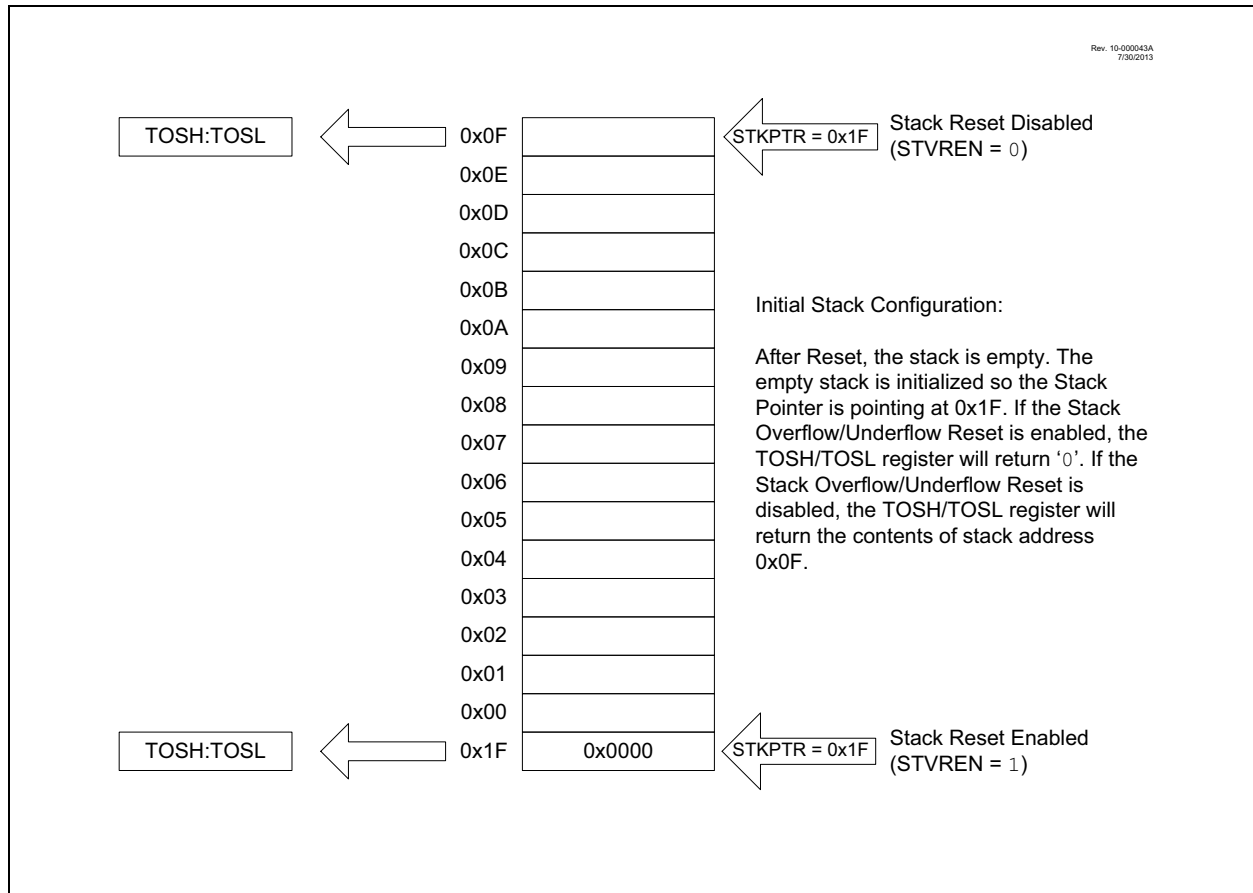 Rev. 10-000043A
7/30/2013
TOSH:TOSL
0x0F
STKPTR = 0x1F
Stack Reset Disabled
(STVREN = 0)
0x0E
0x0D
0x0C
0x0B
0x0A
0x09
0x08
0x07
0x06
0x05
0x04
0x03
0x02
0x01
0x00
Initial Stack Configuration:
After Reset, the stack is empty. The
empty stack is initialized so the Stack
Pointer is pointing at 0x1F. If the Stack
Overflow/Underflow Reset is enabled, the
TOSH/TOSL register will return ‘0’. If the
Stack Overflow/Underflow Reset is
disabled, the TOSH/TOSL register will
return the contents of stack address
0x0F.
TOSH:TOSL
0x1F
0x0000
STKPTR = 0x1F
Stack Reset Enabled
(STVREN = 1)